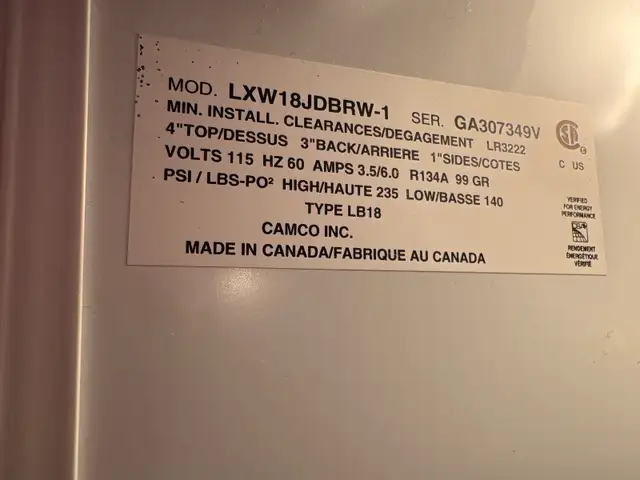 MOD. LXW18JDBRW-1 SER. GA307349V
MIN. INSTALL. CLEARANCES/DEGAGEMENT LR3222
4"TOP/DESSUS 3"BACK/ARRIERE 1"SIDES/COTES
VOLTS 115 HZ 60 AMPS 3.5/6.0 R134A 99 GR
PSI / LBS-PO² HIGH/HAUTE 235 LOW/BASSE 140
TYPE LB18
CAMCO INC.
MADE IN CANADA/FABRIQUE AU CANADA
C US
VERIFIED
FOR ENERGY
PERFORMANCE
RENDEMENT
ÉNERGÉTIQUE
VÉRIFIÉ